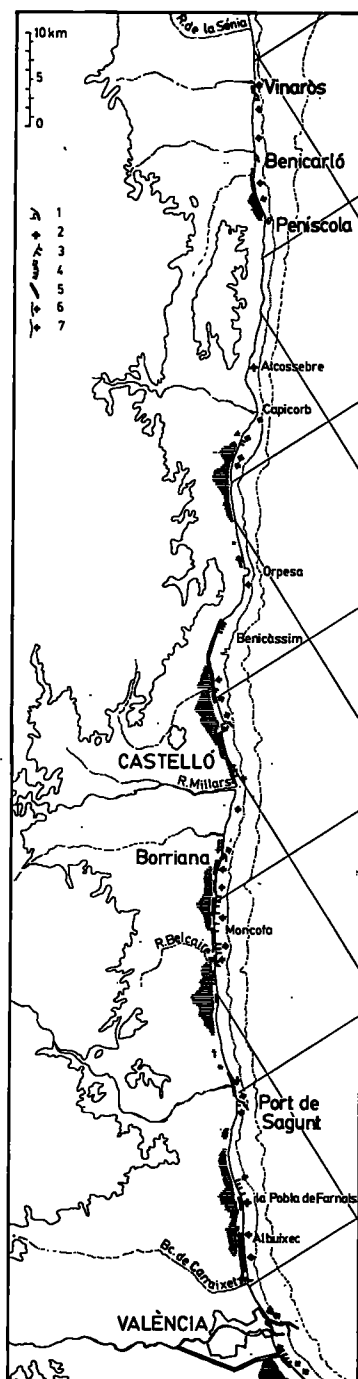 R. de la Sénia
10 km
5
0
Vinaròs
Benicarló
Peníscola
1
2
3
4
5
6
7
Alcossebre
Capicorb
Orpesa
Benicàssim
CASTELLÓ
R. Millars
Borriana
Moncofa
R. Belcaire
Port de
Sagunt
la Pobla de Farnals
Albuixec
Bc. de Carraixet
VALÈNCIA